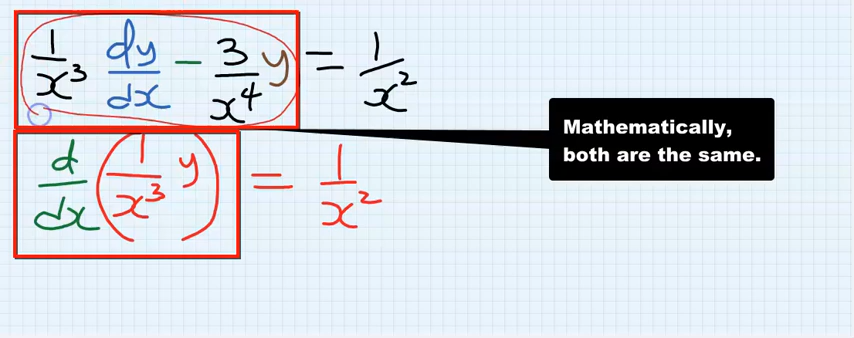 1/x³ dy/dx - 3/x⁴ y = 1/x²
Mathematically,
both are the same.
d/dx (1/x³ y) = 1/x²